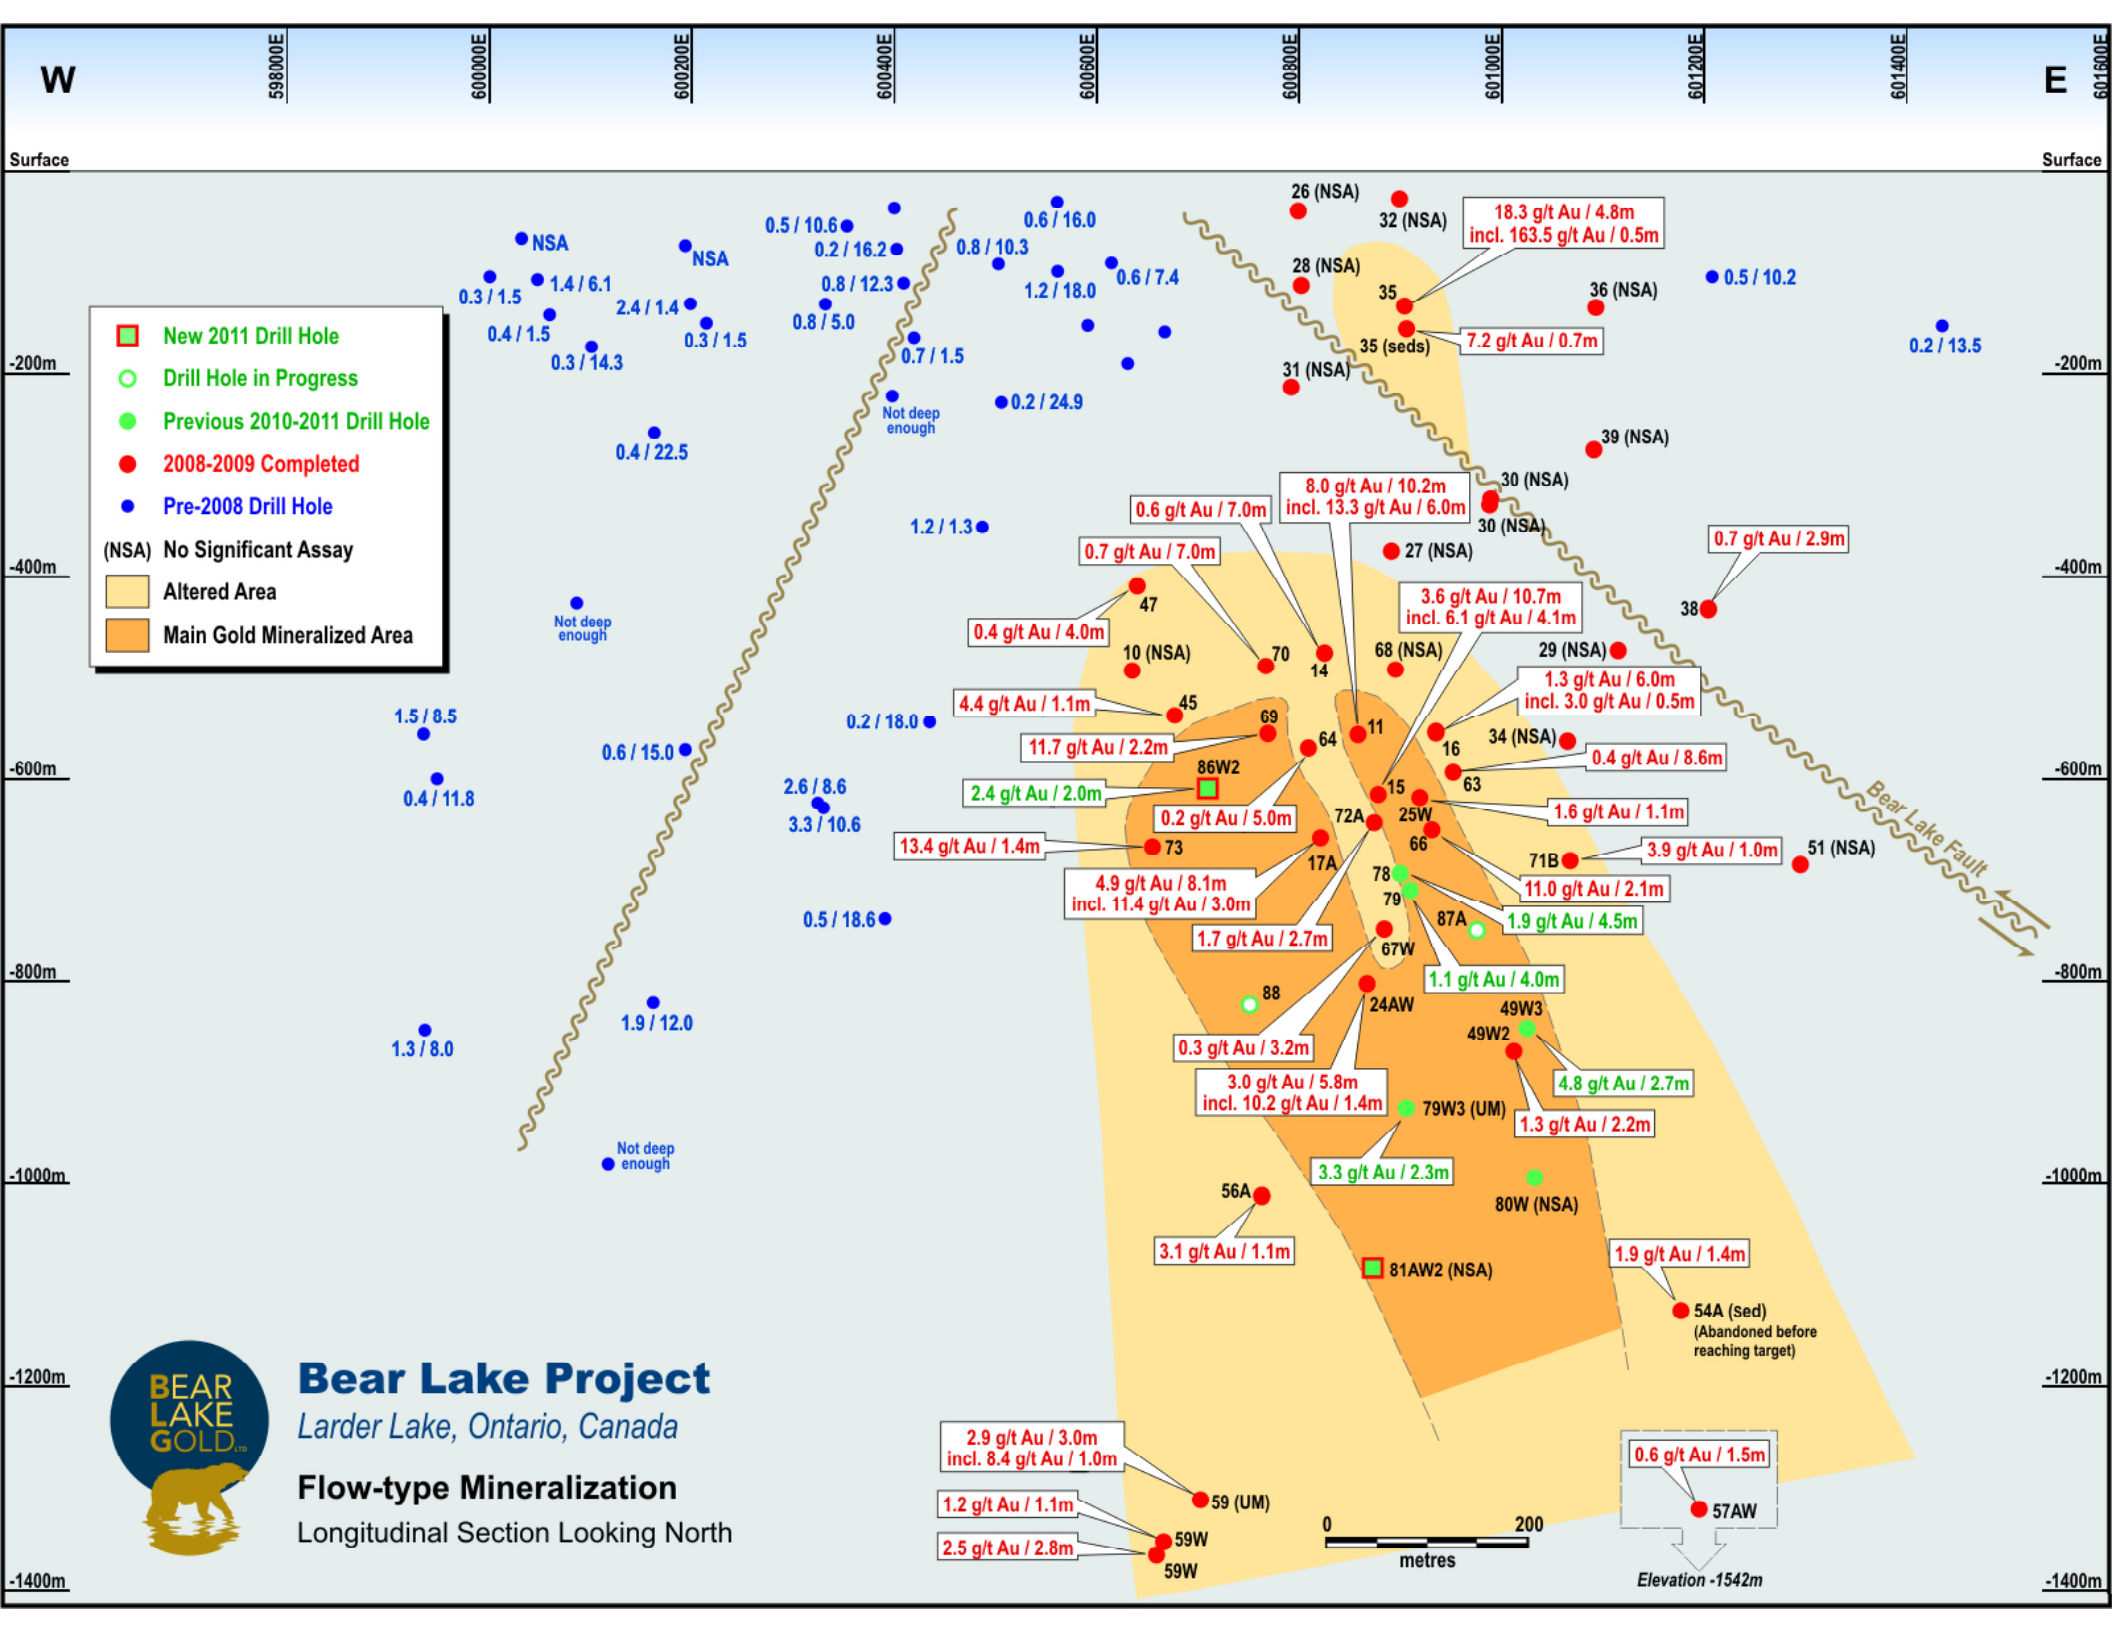 W
598000E
600000E
600200E
600400E
600600E
600800E
601000E
601200E
601400E
601600E
E
Surface
Surface
-200m
-200m
-400m
-400m
-600m
-600m
-800m
-800m
-1000m
-1000m
-1200m
-1200m
-1400m
-1400m
New 2011 Drill Hole
Drill Hole in Progress
Previous 2010-2011 Drill Hole
2008-2009 Completed
Pre-2008 Drill Hole
(NSA) No Significant Assay
Altered Area
Main Gold Mineralized Area
NSA
0.3 / 1.5
1.4 / 6.1
0.4 / 1.5
0.3 / 14.3
NSA
2.4 / 1.4
0.3 / 1.5
0.4 / 22.5
0.5 / 10.6
0.2 / 16.2
0.8 / 12.3
0.8 / 5.0
0.7 / 1.5
Not deep
enough
0.6 / 16.0
0.8 / 10.3
1.2 / 18.0
0.6 / 7.4
0.2 / 24.9
1.2 / 1.3
Not deep
enough
1.5 / 8.5
0.4 / 11.8
0.6 / 15.0
0.2 / 18.0
2.6 / 8.6
3.3 / 10.6
0.5 / 18.6
1.9 / 12.0
1.3 / 8.0
Not deep
enough
0.5 / 10.2
0.2 / 13.5
26 (NSA)
32 (NSA)
18.3 g/t Au / 4.8m
incl. 163.5 g/t Au / 0.5m
28 (NSA)
35
36 (NSA)
35 (seds)
7.2 g/t Au / 0.7m
31 (NSA)
39 (NSA)
30 (NSA)
30 (NSA)
27 (NSA)
8.0 g/t Au / 10.2m
incl. 13.3 g/t Au / 6.0m
0.6 g/t Au / 7.0m
0.7 g/t Au / 7.0m
0.7 g/t Au / 2.9m
38
47
0.4 g/t Au / 4.0m
3.6 g/t Au / 10.7m
incl. 6.1 g/t Au / 4.1m
10 (NSA)
70
14
68 (NSA)
29 (NSA)
1.3 g/t Au / 6.0m
incl. 3.0 g/t Au / 0.5m
4.4 g/t Au / 1.1m
45
69
11
64
16
34 (NSA)
11.7 g/t Au / 2.2m
0.4 g/t Au / 8.6m
63
86W2
2.4 g/t Au / 2.0m
15
0.2 g/t Au / 5.0m
72A
25W
1.6 g/t Au / 1.1m
66
13.4 g/t Au / 1.4m
73
17A
71B
3.9 g/t Au / 1.0m
51 (NSA)
Bear Lake Fault
78
79
4.9 g/t Au / 8.1m
incl. 11.4 g/t Au / 3.0m
11.0 g/t Au / 2.1m
87A
1.9 g/t Au / 4.5m
1.7 g/t Au / 2.7m
67W
1.1 g/t Au / 4.0m
88
24AW
49W3
49W2
0.3 g/t Au / 3.2m
3.0 g/t Au / 5.8m
incl. 10.2 g/t Au / 1.4m
4.8 g/t Au / 2.7m
79W3 (UM)
1.3 g/t Au / 2.2m
3.3 g/t Au / 2.3m
56A
80W (NSA)
3.1 g/t Au / 1.1m
81AW2 (NSA)
1.9 g/t Au / 1.4m
54A (sed)
(Abandoned before
reaching target)
2.9 g/t Au / 3.0m
incl. 8.4 g/t Au / 1.0m
59 (UM)
1.2 g/t Au / 1.1m
59W
2.5 g/t Au / 2.8m
59W
0.6 g/t Au / 1.5m
57AW
Elevation -1542m
0 200
metres
BEAR
LAKE
GOLD LTD
Bear Lake Project
Larder Lake, Ontario, Canada
Flow-type Mineralization
Longitudinal Section Looking North